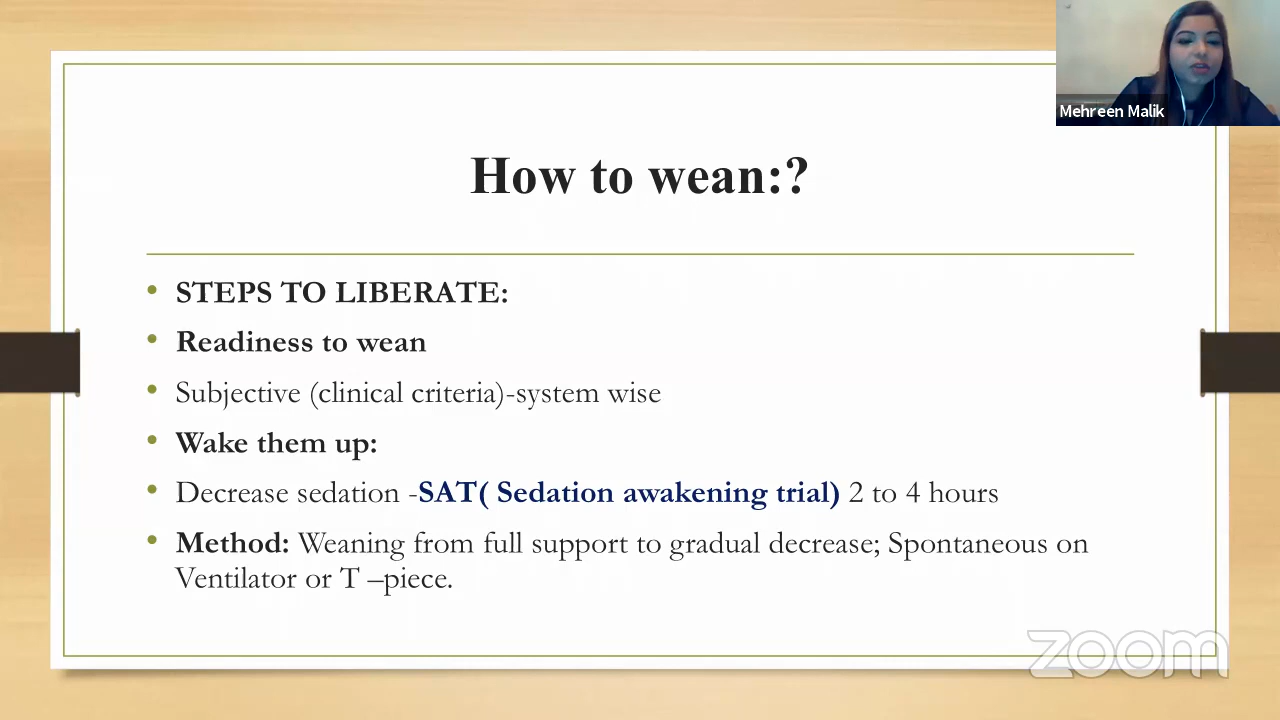 Mehreen Malik
How to wean:?
• STEPS TO LIBERATE:
• Readiness to wean
• Subjective (clinical criteria)-system wise
• Wake them up:
• Decrease sedation -SAT( Sedation awakening trial) 2 to 4 hours
• Method: Weaning from full support to gradual decrease; Spontaneous on
Ventilator or T –piece.
zoom